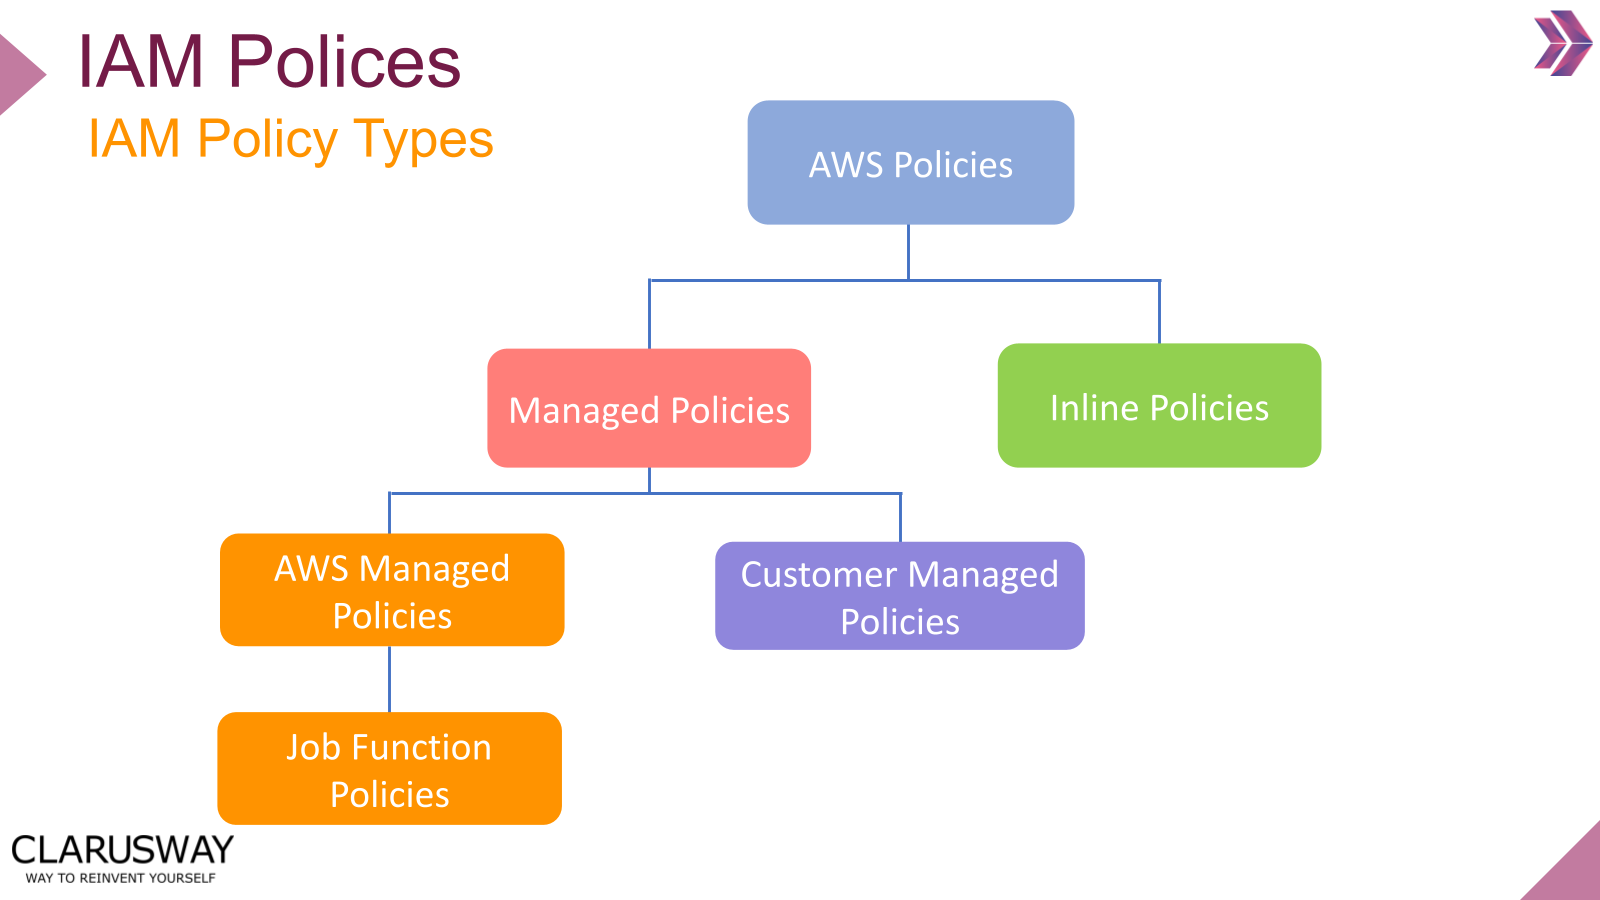 IAM Polices
IAM Policy Types
AWS Policies
Managed Policies
Inline Policies
AWS Managed
Policies
Customer Managed
Policies
Job Function
Policies
CLARUSWAY
WAY TO REINVENT YOURSELF